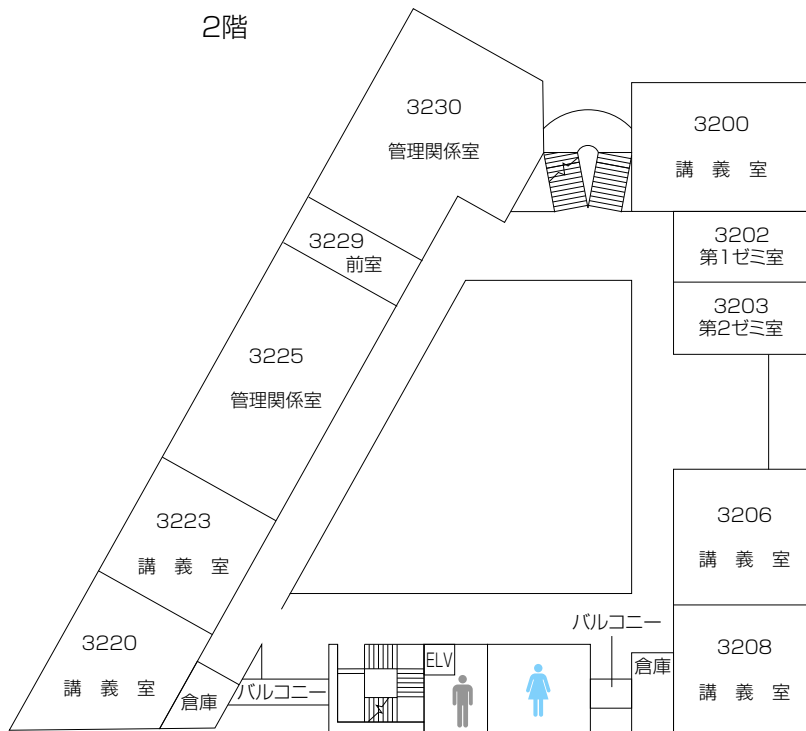 2階
3230
管理関係室
3200
講 義 室
3229
前室
3202
第1ゼミ室
3203
第2ゼミ室
3225
管理関係室
3223
講 義 室
3206
講 義 室
3220
講 義 室
倉庫
バルコニー
ELV
バルコニー
倉庫
3208
講 義 室